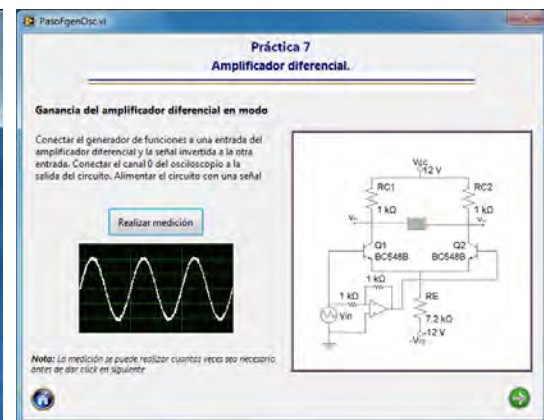 PasoFgenOsc.vi
Práctica 7
Amplificador diferencial.
Ganancia del amplificador diferencial en modo
Conectar el generador de funciones a una entrada del
amplificador diferencial y la señal invertida a la otra
entrada. Conectar el canal 0 del osciloscopio a la
salida del circuito. Alimentar el circuito con una señal
Realizar medición
Nota: La medición se puede realizar cuantas veces sea necesario
antes de dar click en siguiente
Vcc
12 V
RC1
RC2
1 kΩ
1 kΩ
Q1
Q2
BC548B
BC548B
1 kΩ
1 kΩ
Vin
RE
7.2 kΩ
-12 V